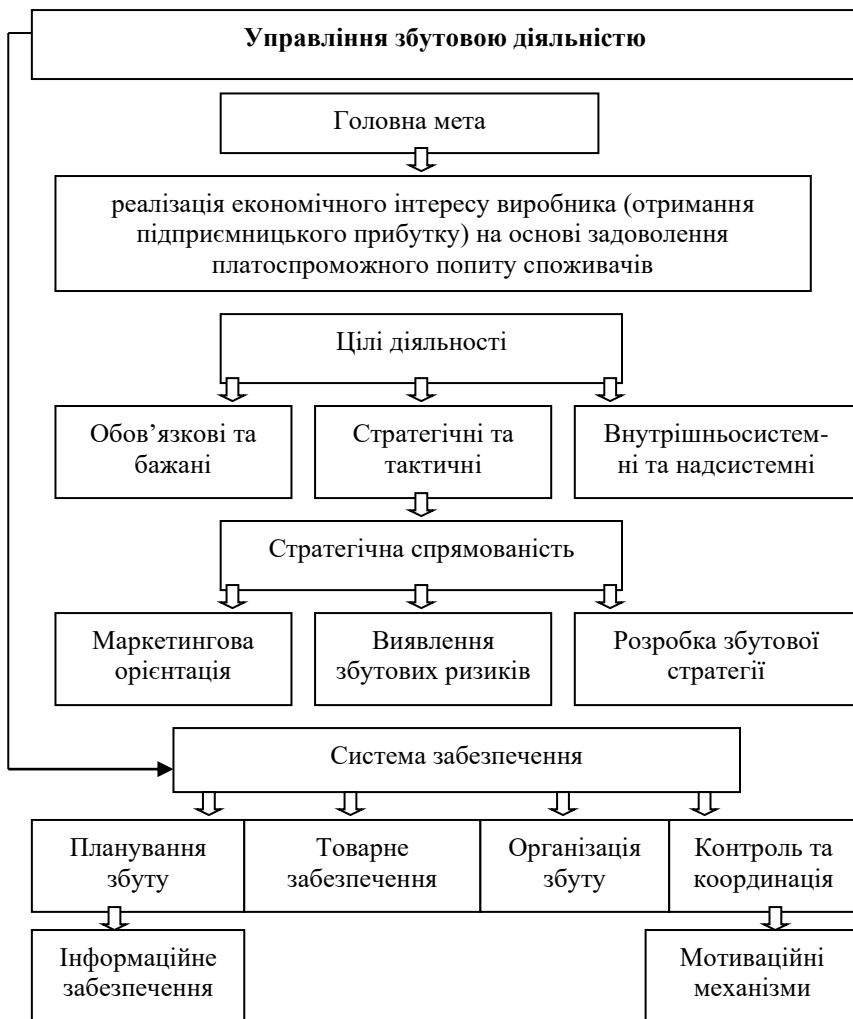 Управління збутовою діяльністю
Головна мета
реалізація економічного інтересу виробника (отримання
підприємницького прибутку) на основі задоволення
платоспроможного попиту споживачів
Цілі діяльності
Обов’язкові та
бажані
Стратегічні та
тактичні
Внутрішньосистем-
ні та надсистемні
Стратегічна спрямованість
Маркетингова
орієнтація
Виявлення
збутових ризиків
Розробка збутової
стратегії
Система забезпечення
Планування
збуту
Товарне
забезпечення
Організація
збуту
Контроль та
координація
Інформаційне
забезпечення
Мотиваційні
механізми